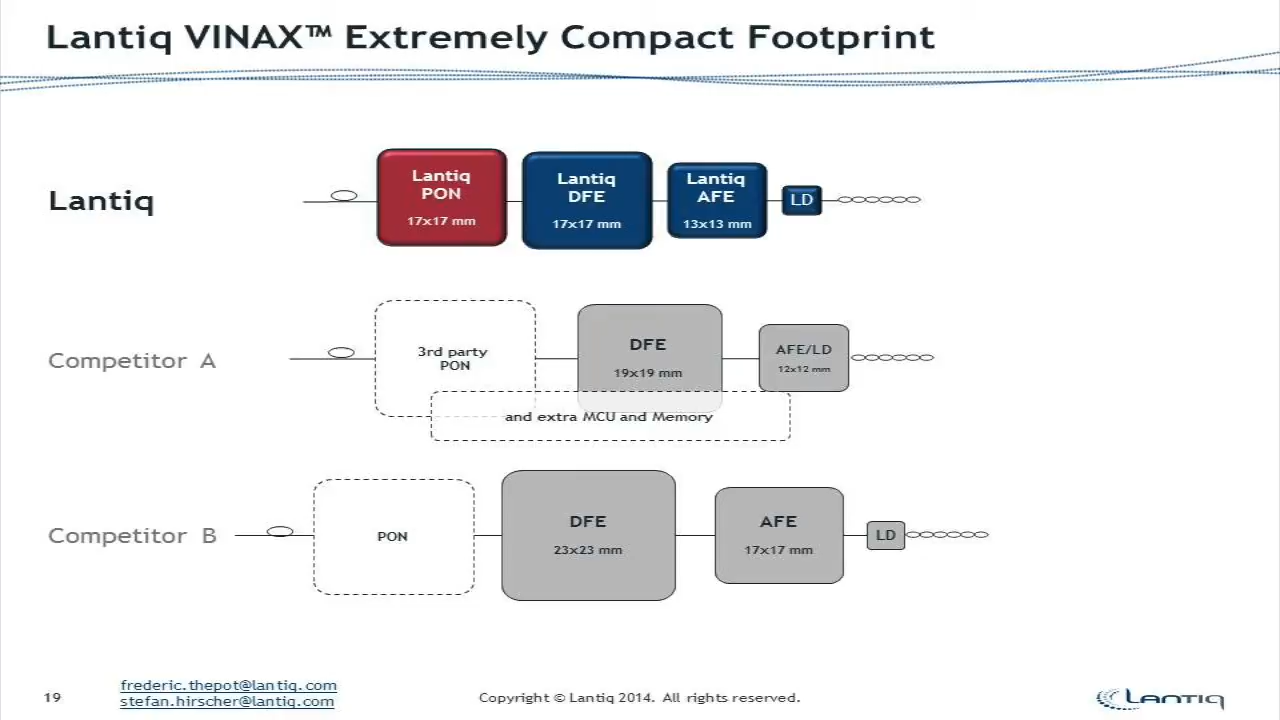 Lantiq VINAX™ Extremely Compact Footprint
Lantiq
Lantiq
PON
17x17 mm
Lantiq
DFE
17x17 mm
Lantiq
AFE
13x13 mm
LD
Competitor A
3rd party
PON
DFE
19x19 mm
AFE/LD
12x12 mm
and extra MCU and Memory
Competitor B
PON
DFE
23x23 mm
AFE
17x17 mm
LD
19
frederic.thepot@lantiq.com
stefan.hirscher@lantiq.com
Copyright © Lantiq 2014. All rights reserved.
LANTIQ